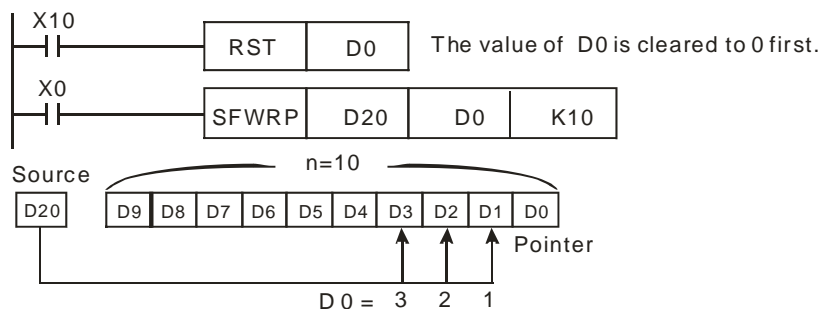 X10
RST D0 The value of D0 is cleared to 0 first.
X0
SFWRP D20 D0 K10
n=10
Source
D20 D9 D8 D7 D6 D5 D4 D3 D2 D1 D0
Pointer
D0 = 3 2 1